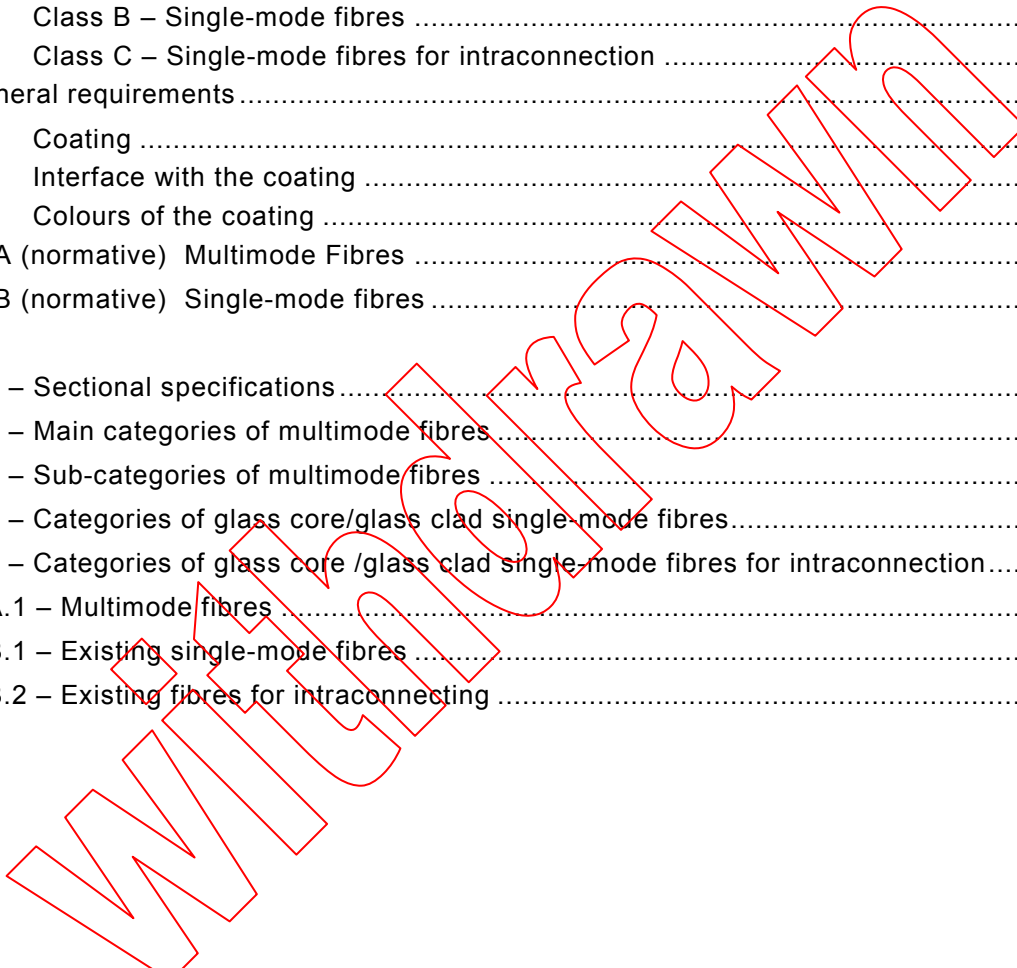 Class B – Single-mode fibres ................................................................
Class C – Single-mode fibres for intraconnection ................................
neral requirements ................................................................
Coating ................................................................
Interface with the coating ................................................................
Colours of the coating ................................................................
A (normative) Multimode Fibres ................................................................
B (normative) Single-mode fibres ................................................................
– Sectional specifications ................................................................
– Main categories of multimode fibres ................................................................
– Sub-categories of multimode fibres ................................................................
– Categories of glass core/glass clad single-mode fibres ................................
– Categories of glass core /glass clad single-mode fibres for intraconnection ....
A.1 – Multimode fibres ................................................................
B.1 – Existing single-mode fibres ................................................................
B.2 – Existing fibres for intraconnecting ................................................................
withdrawn